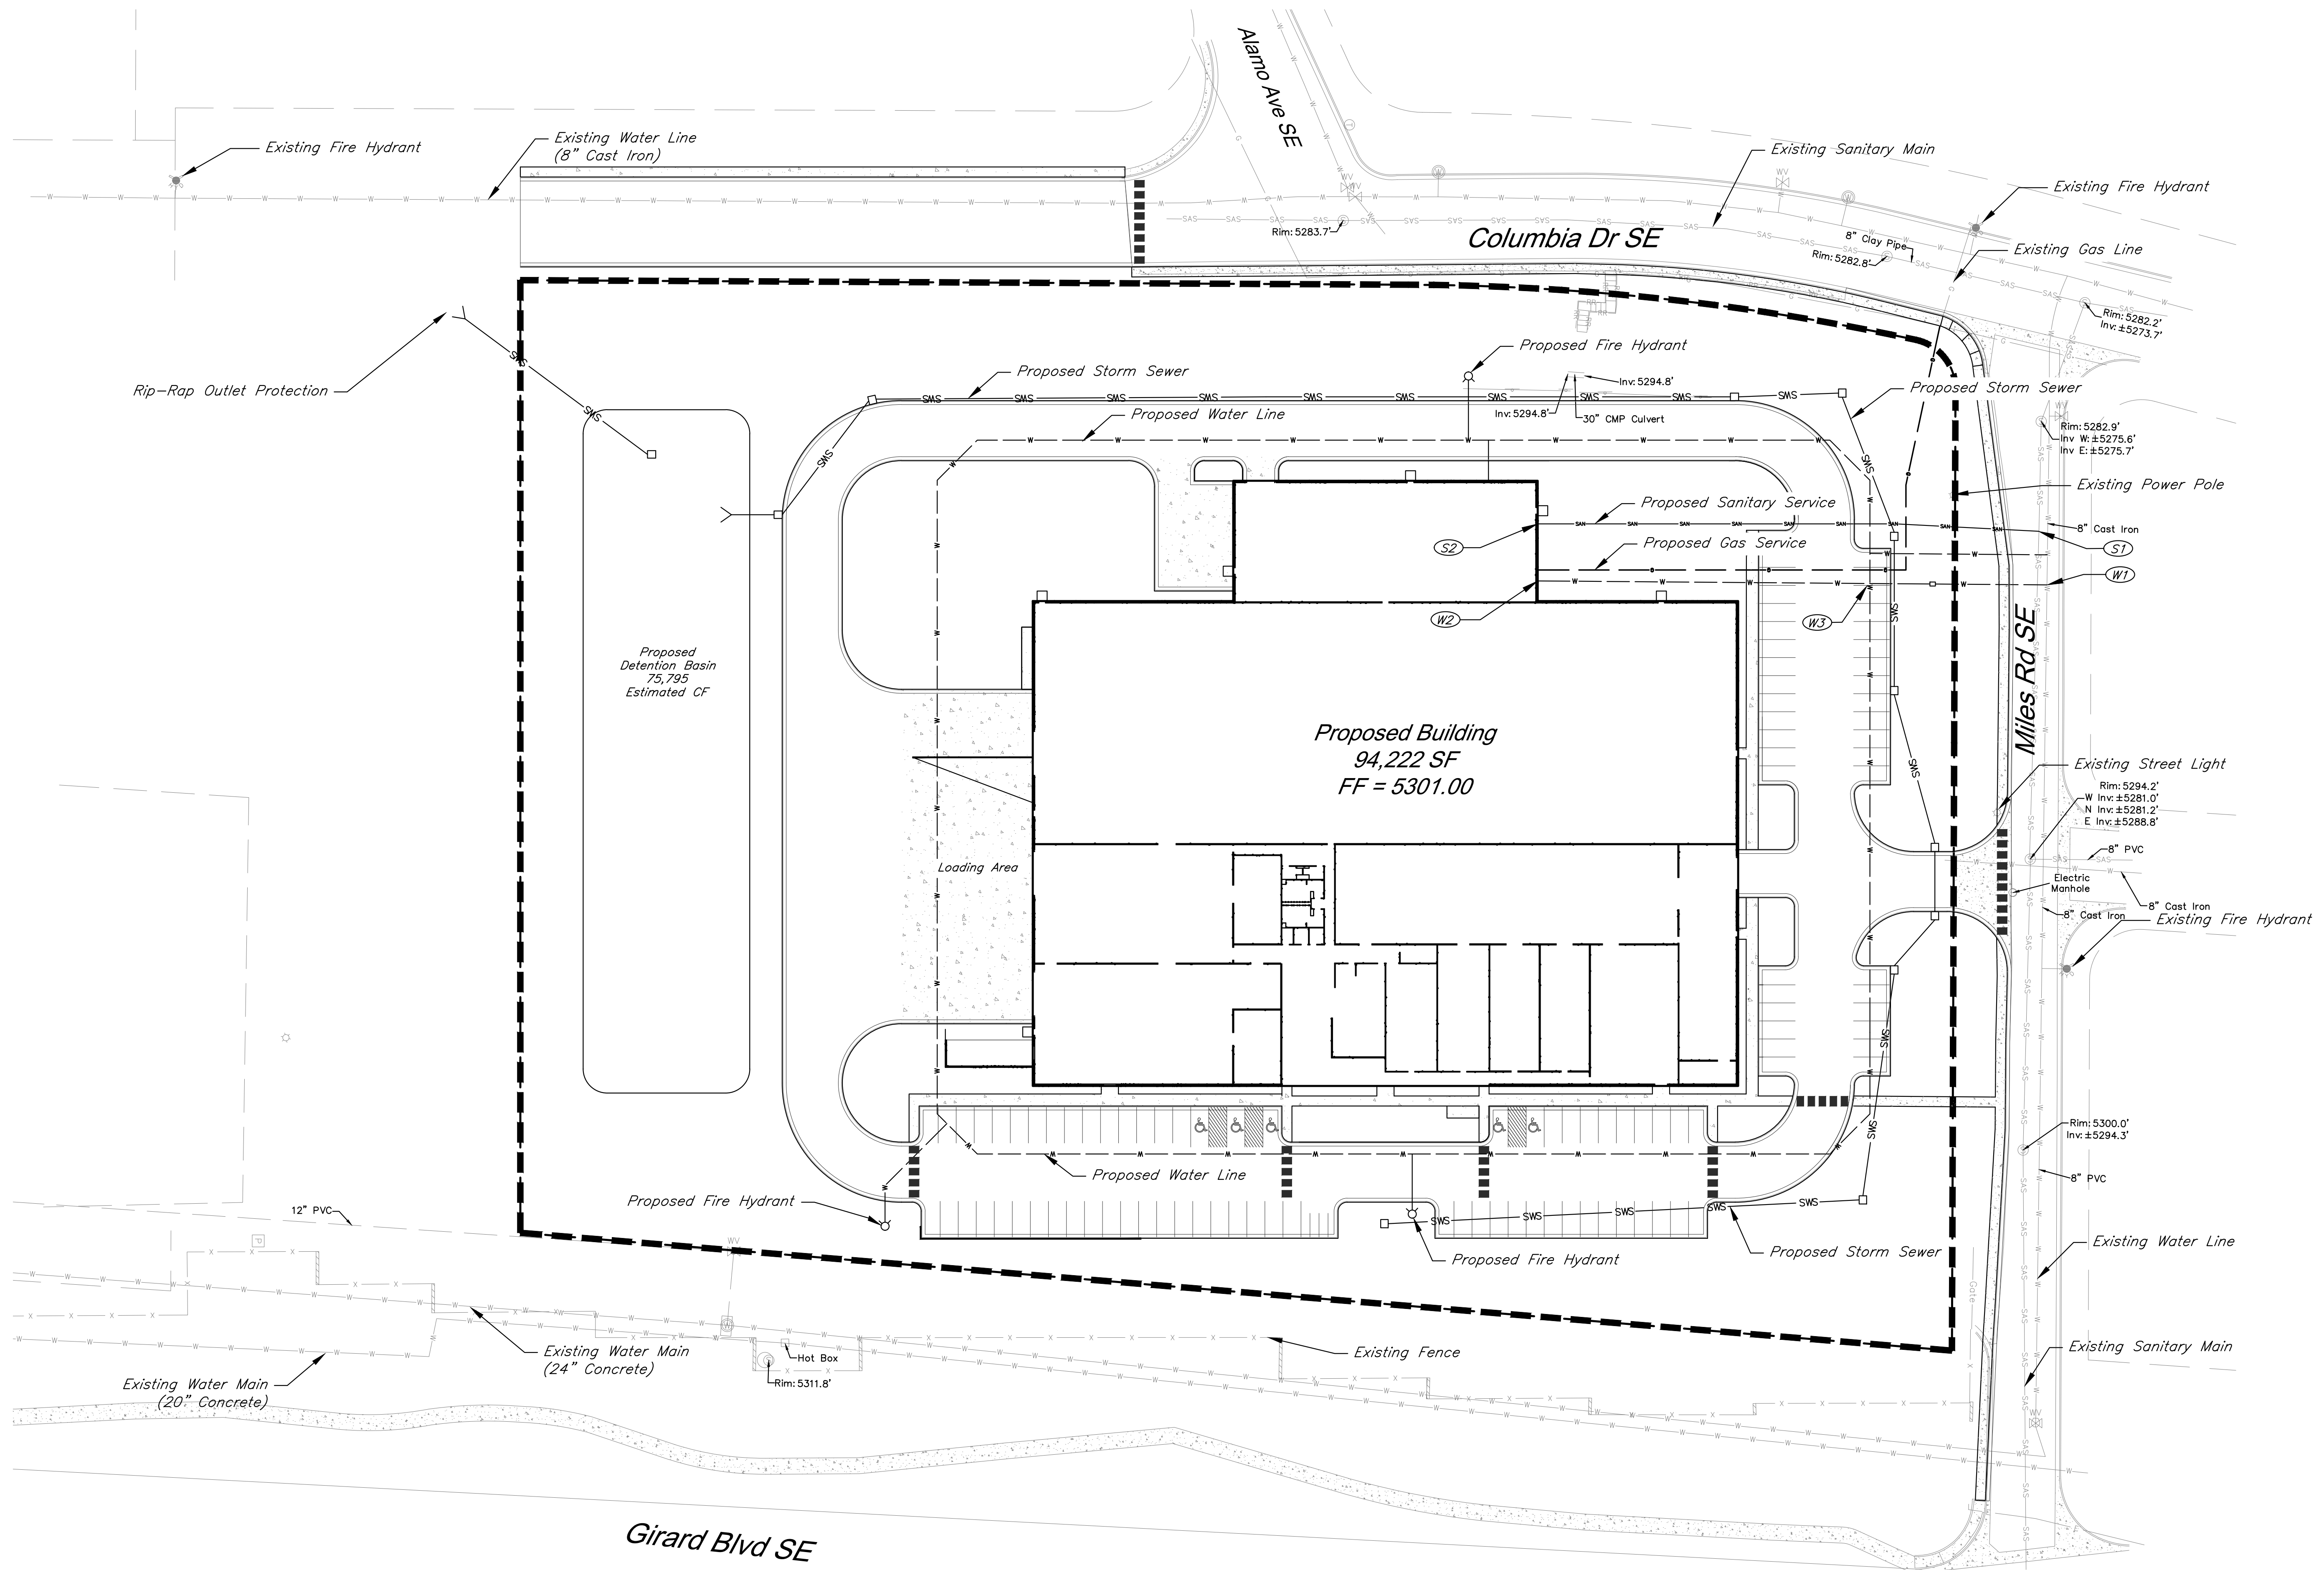 Alamo Ave SE
Existing Fire Hydrant
Existing Water Line
(8" Cast Iron)
Existing Sanitary Main
Existing Fire Hydrant
Rim: 5283.7'
Columbia Dr SE
8" Clay Pipe
Rim: 5282.8'
Existing Gas Line
Rim: 5282.2'
Inv: ±5273.7'
Rip-Rap Outlet Protection
Proposed Storm Sewer
Proposed Fire Hydrant
Inv: 5294.8'
Inv: 5294.8'
30" CMP Culvert
Proposed Storm Sewer
Proposed Water Line
Rim: 5282.9'
Inv W: ±5275.6'
Inv E: ±5275.7'
Existing Power Pole
Proposed Sanitary Service
8" Cast Iron
S2
Proposed Gas Service
S1
W1
W2
W3
Proposed
Detention Basin
75,795
Estimated CF
Miles Rd SE
Proposed Building
94,222 SF
FF = 5301.00
Existing Street Light
Rim: 5294.2'
W Inv: ±5281.0'
N Inv: ±5281.2'
E Inv: ±5288.8'
8" PVC
Loading Area
Electric
Manhole
8" Cast Iron
8" Cast Iron
Existing Fire Hydrant
Rim: 5300.0'
Inv: ±5294.3'
8" PVC
Proposed Water Line
Proposed Fire Hydrant
12" PVC
Proposed Fire Hydrant
Proposed Storm Sewer
Existing Water Line
Gate
WV
Existing Water Main
(24" Concrete)
Hot Box
Rim: 5311.8'
Existing Fence
Existing Sanitary Main
Existing Water Main
(20" Concrete)
WV
Girard Blvd SE